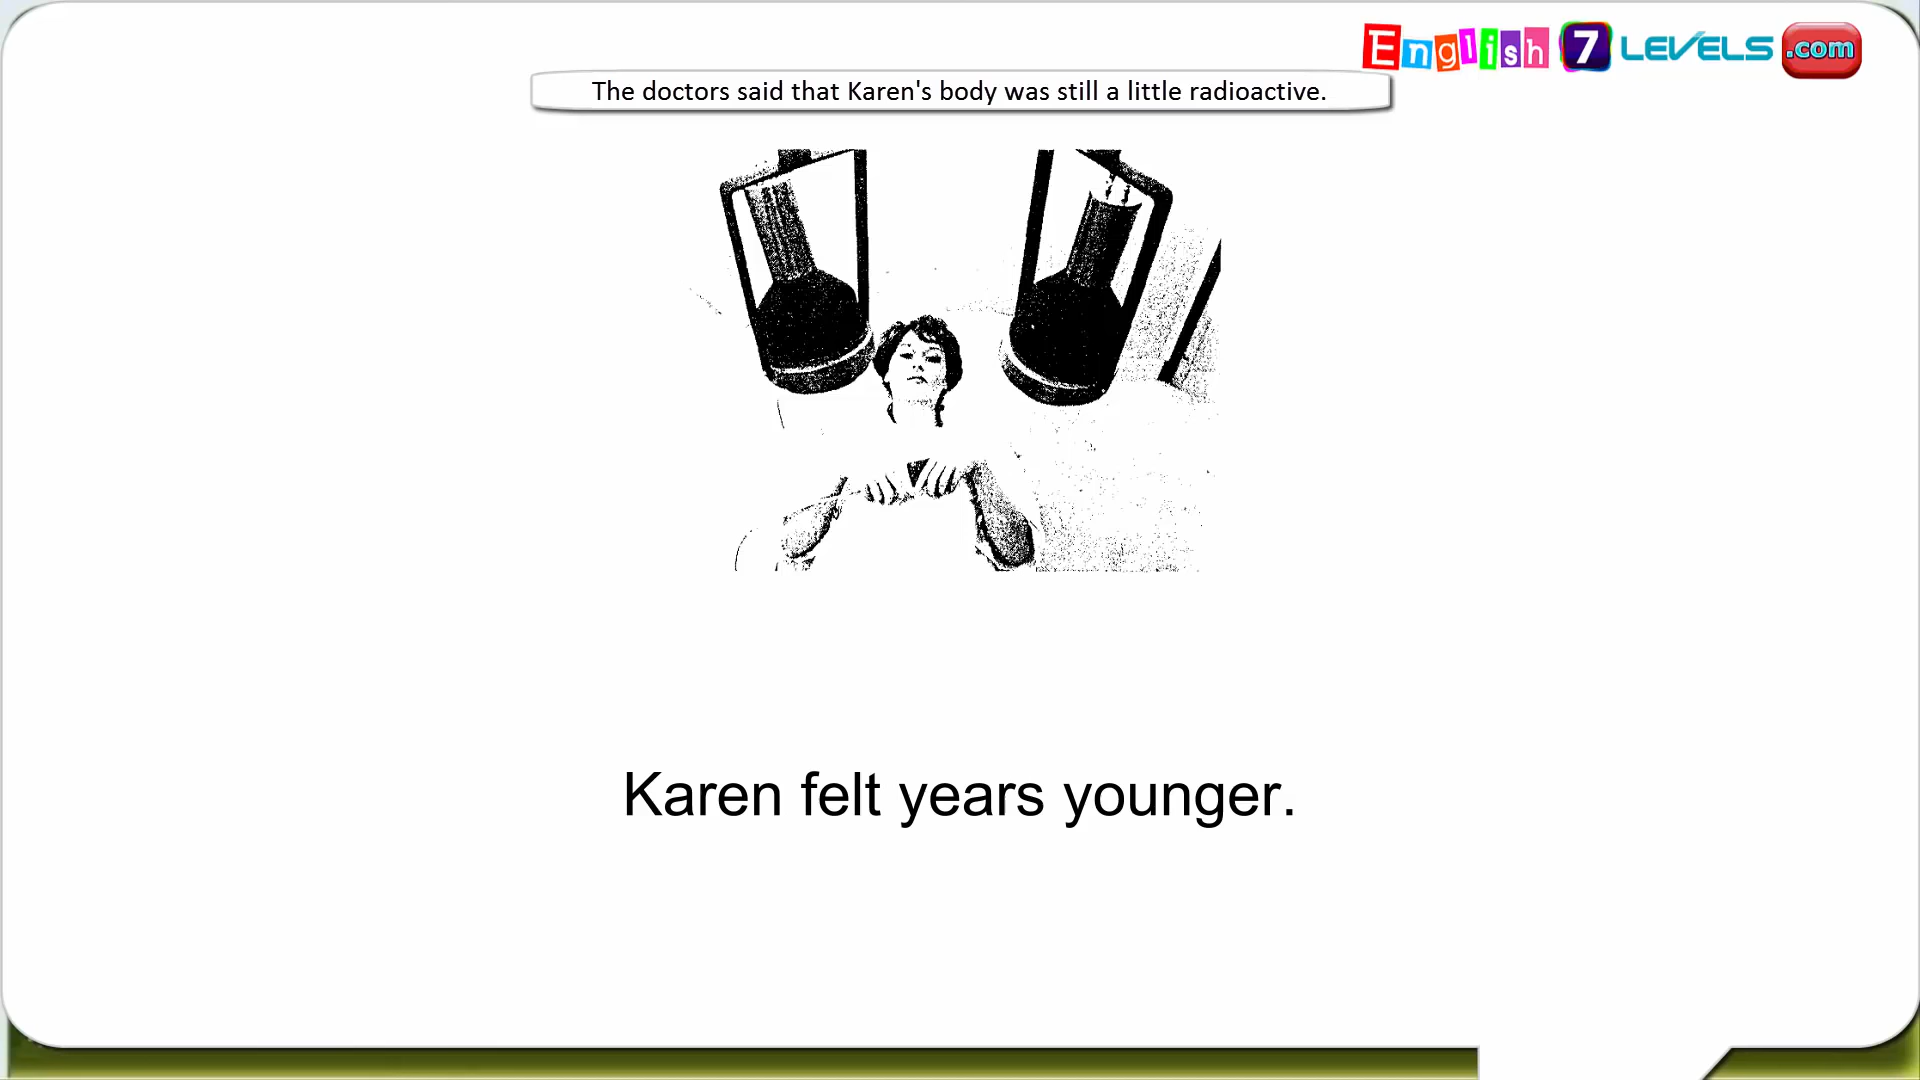 English 7 LEVELS .com
The doctors said that Karen's body was still a little radioactive.
Karen felt years younger.